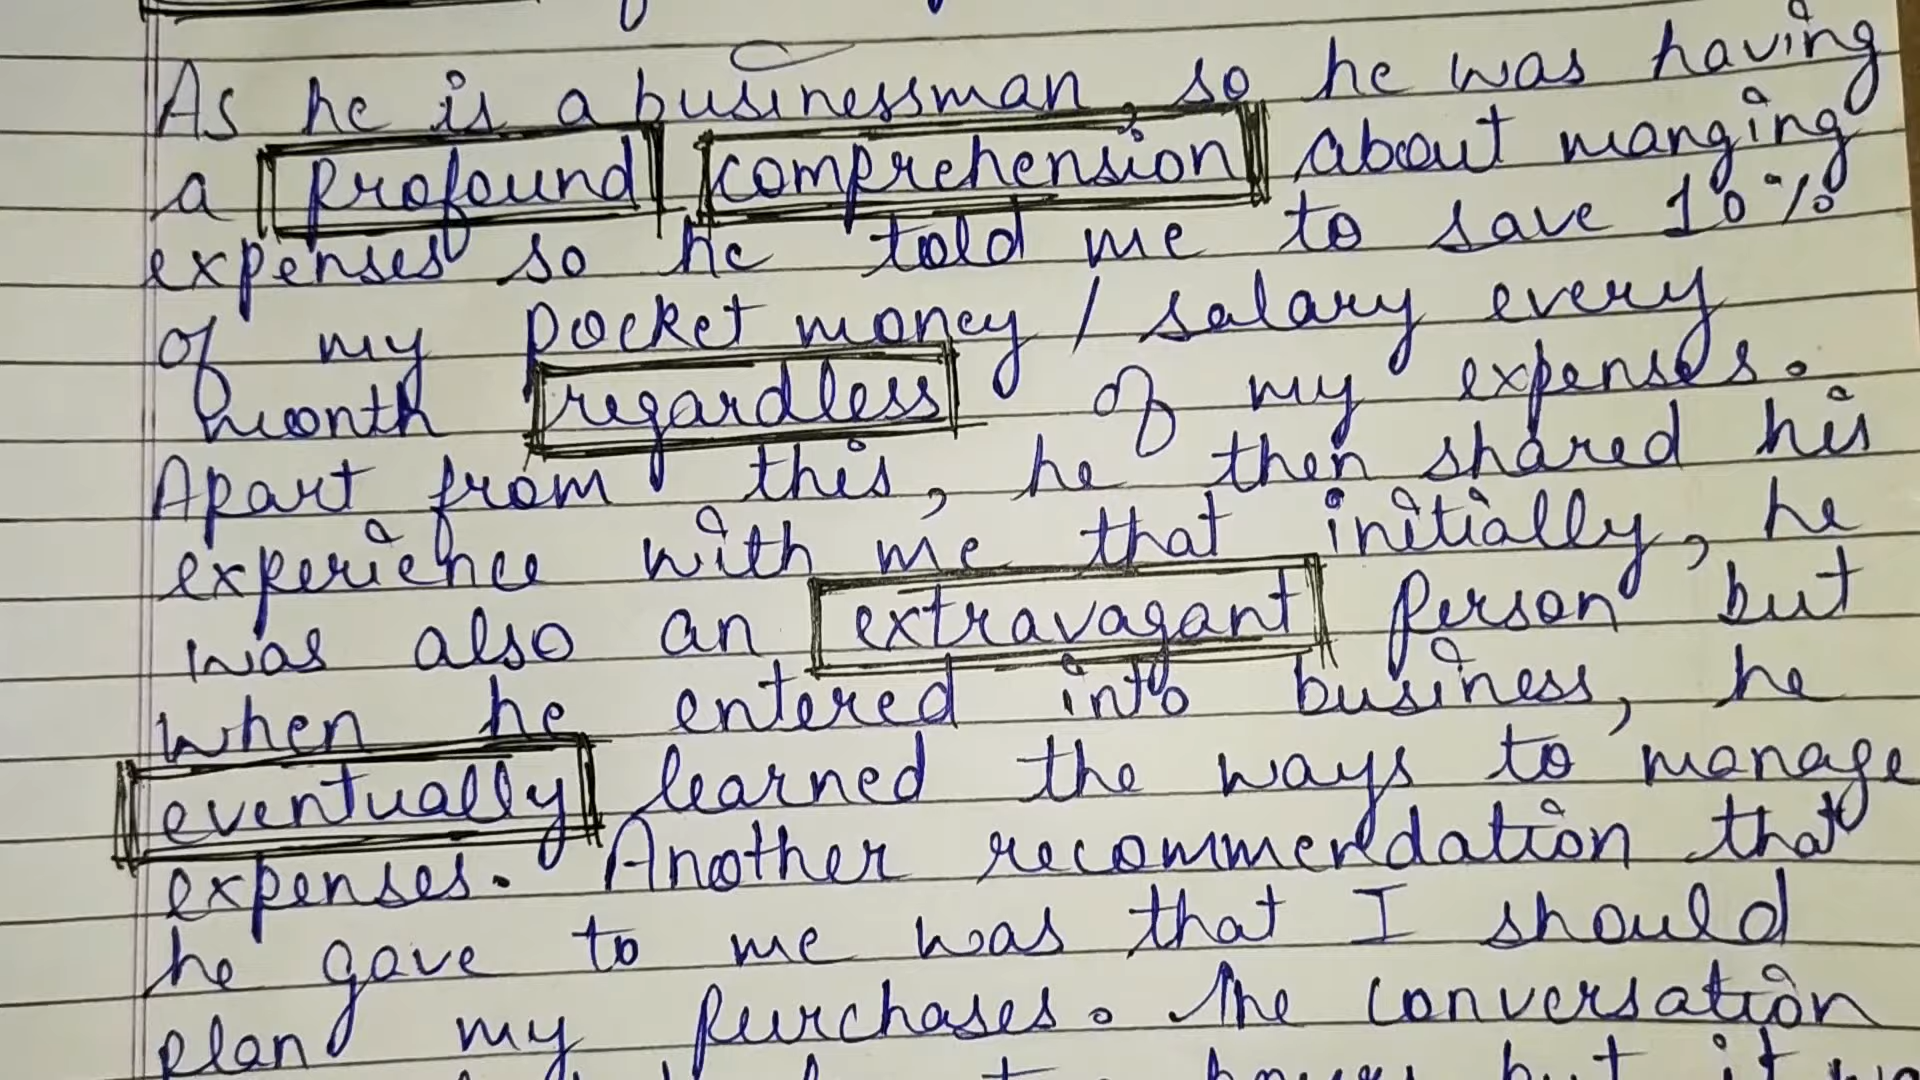 As he is a businessman, so he was having
a profound comprehension about manging
expenses so he told me to save 10%
of my pocket money / salary every
month regardless of my expenses.
Apart from this, he then shared his
experience with me that initially, he
was also an extravagant person but
when he entered into business, he
eventually learned the ways to manage
expenses. Another recommendation that
he gave to me was that I should
plan my purchases. The conversation
but it